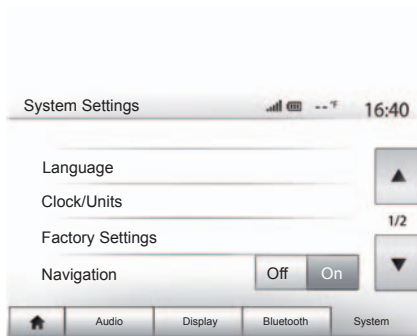 System Settings -- °F 16:40
Language
Clock/Units
1/2
Factory Settings
Navigation Off On
Audio Display Bluetooth System